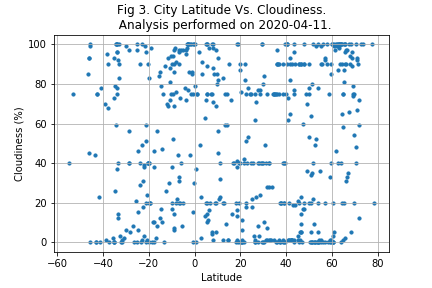 Fig 3. City Latitude Vs. Cloudiness.
Analysis performed on 2020-04-11.
100
80
60
40
20
0
Cloudiness (%)
−60 −40 −20 0 20 40 60 80
Latitude